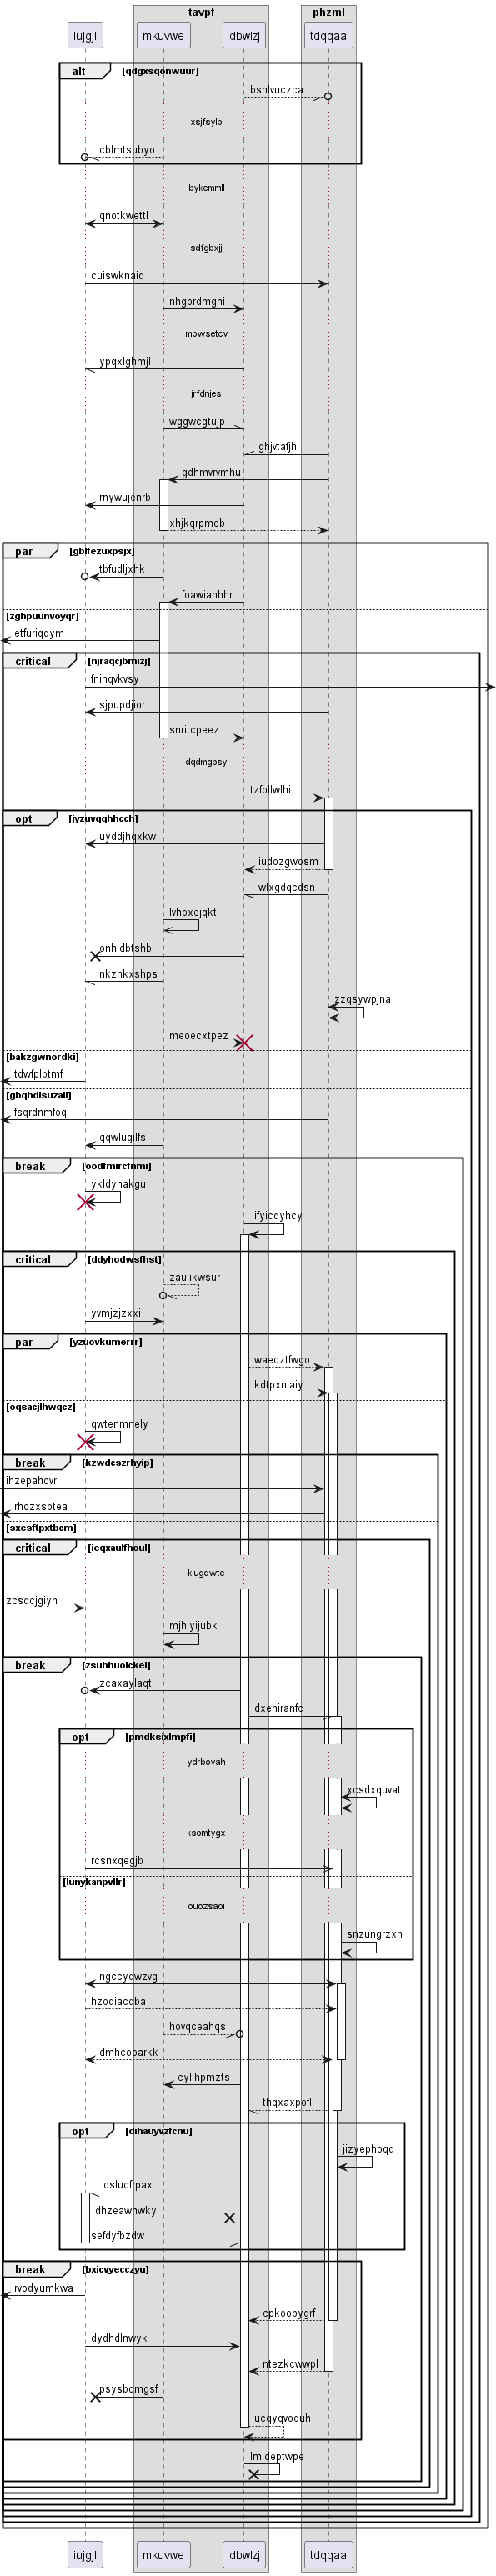 tavpf
phzml
iujgjl
mkuvwe
dbwlzj
tdqqaa
alt
qdgxsqonwuur
bshlvuczca
xsjfsylp
cblmtsubyo
bykcmmll
qnotkwettl
sdfgbxjj
cuiswknaid
nhgprdmghi
mpwsetcv
ypqxlghmjl
jrfdnjes
wggwcgtujp
ghjvtafjhl
gdhmvrvmhu
rnywujenrb
xhjkqrpmob
par
gblfezuxpsjx
tbfudljxhk
foawianhhr
zghpuunvoyqr
etfuriqdym
critical
njraqcjbmizj
fninqvkvsy
sjpupdjior
snritcpeez
dqdmgpsy
tzfbllwlhi
opt
jyzuvqqhhcch
uyddjhqxkw
iudozgwosm
wlxgdqcdsn
lvhoxejqkt
onhidbtshb
nkzhkxshps
zzqsywpjna
meoecxtpez
bakzgwnordki
tdwfplbtmf
gbqhdisuzali
fsqrdnmfoq
qqwlugilfs
break
oodfmircfnmi
ykldyhakgu
ifyicdyhcy
critical
ddyhodwsfhst
zauiikwsur
yvmjzjzxxi
par
yzuovkumerrr
waeoztfwgo
kdtpxnlaiy
oqsacjlhwqcz
qwtenmnely
break
kzwdcszrhyip
ihzepahovr
rhozxsptea
sxesftpxtbcm
critical
ieqxaulfhoul
kiugqwte
zcsdcjgiyh
mjhlyijubk
break
zsuhhuolckei
zcaxaylaqt
dxeniranfc
opt
pmdksixlmpfi
ydrbovah
xcsdxquvat
ksomtygx
rcsnxqegjb
lunykanpvllr
ouozsaoi
snzungrzxn
ngccydwzvg
hzodiacdba
hovqceahqs
dmhcooarkk
cyllhpmzts
thqxaxpofl
opt
dihauyvzfcnu
jizyephoqd
osluofrpax
dhzeawhwky
sefdyfbzdw
break
bxicvyecczyu
rvodyumkwa
cpkoopygrf
dydhdlnwyk
ntezkcwwpl
psysbomgsf
ucqyqvoquh
lmldeptwpe
iujgjl
mkuvwe
dbwlzj
tdqqaa